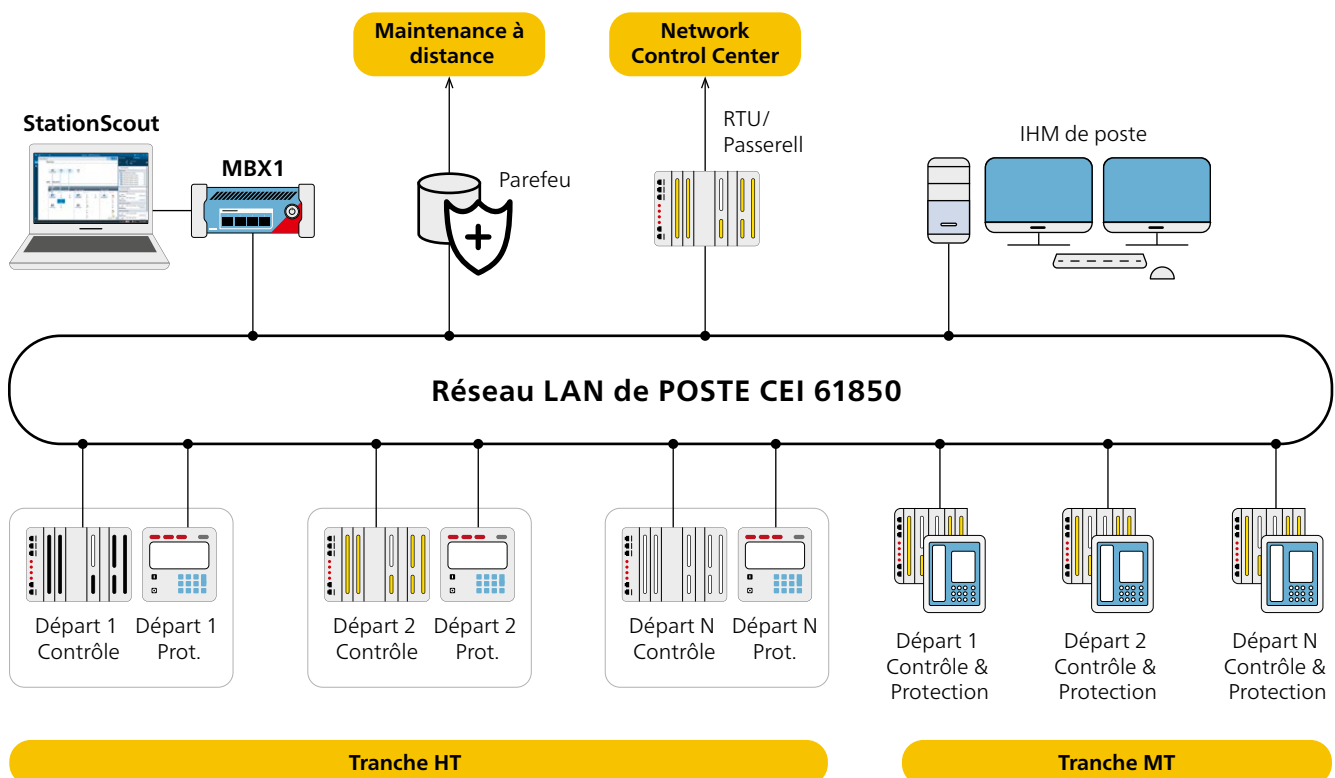 Maintenance à
distance
Network
Control Center
StationScout
MBX1
Parefeu
RTU/
Passerell
IHM de poste
Réseau LAN de POSTE CEI 61850
Départ 1
Contrôle
Départ 1
Prot.
Départ 2
Contrôle
Départ 2
Prot.
Départ N
Contrôle
Départ N
Prot.
Départ 1
Contrôle &
Protection
Départ 2
Contrôle &
Protection
Départ N
Contrôle &
Protection
Tranche HT
Tranche MT